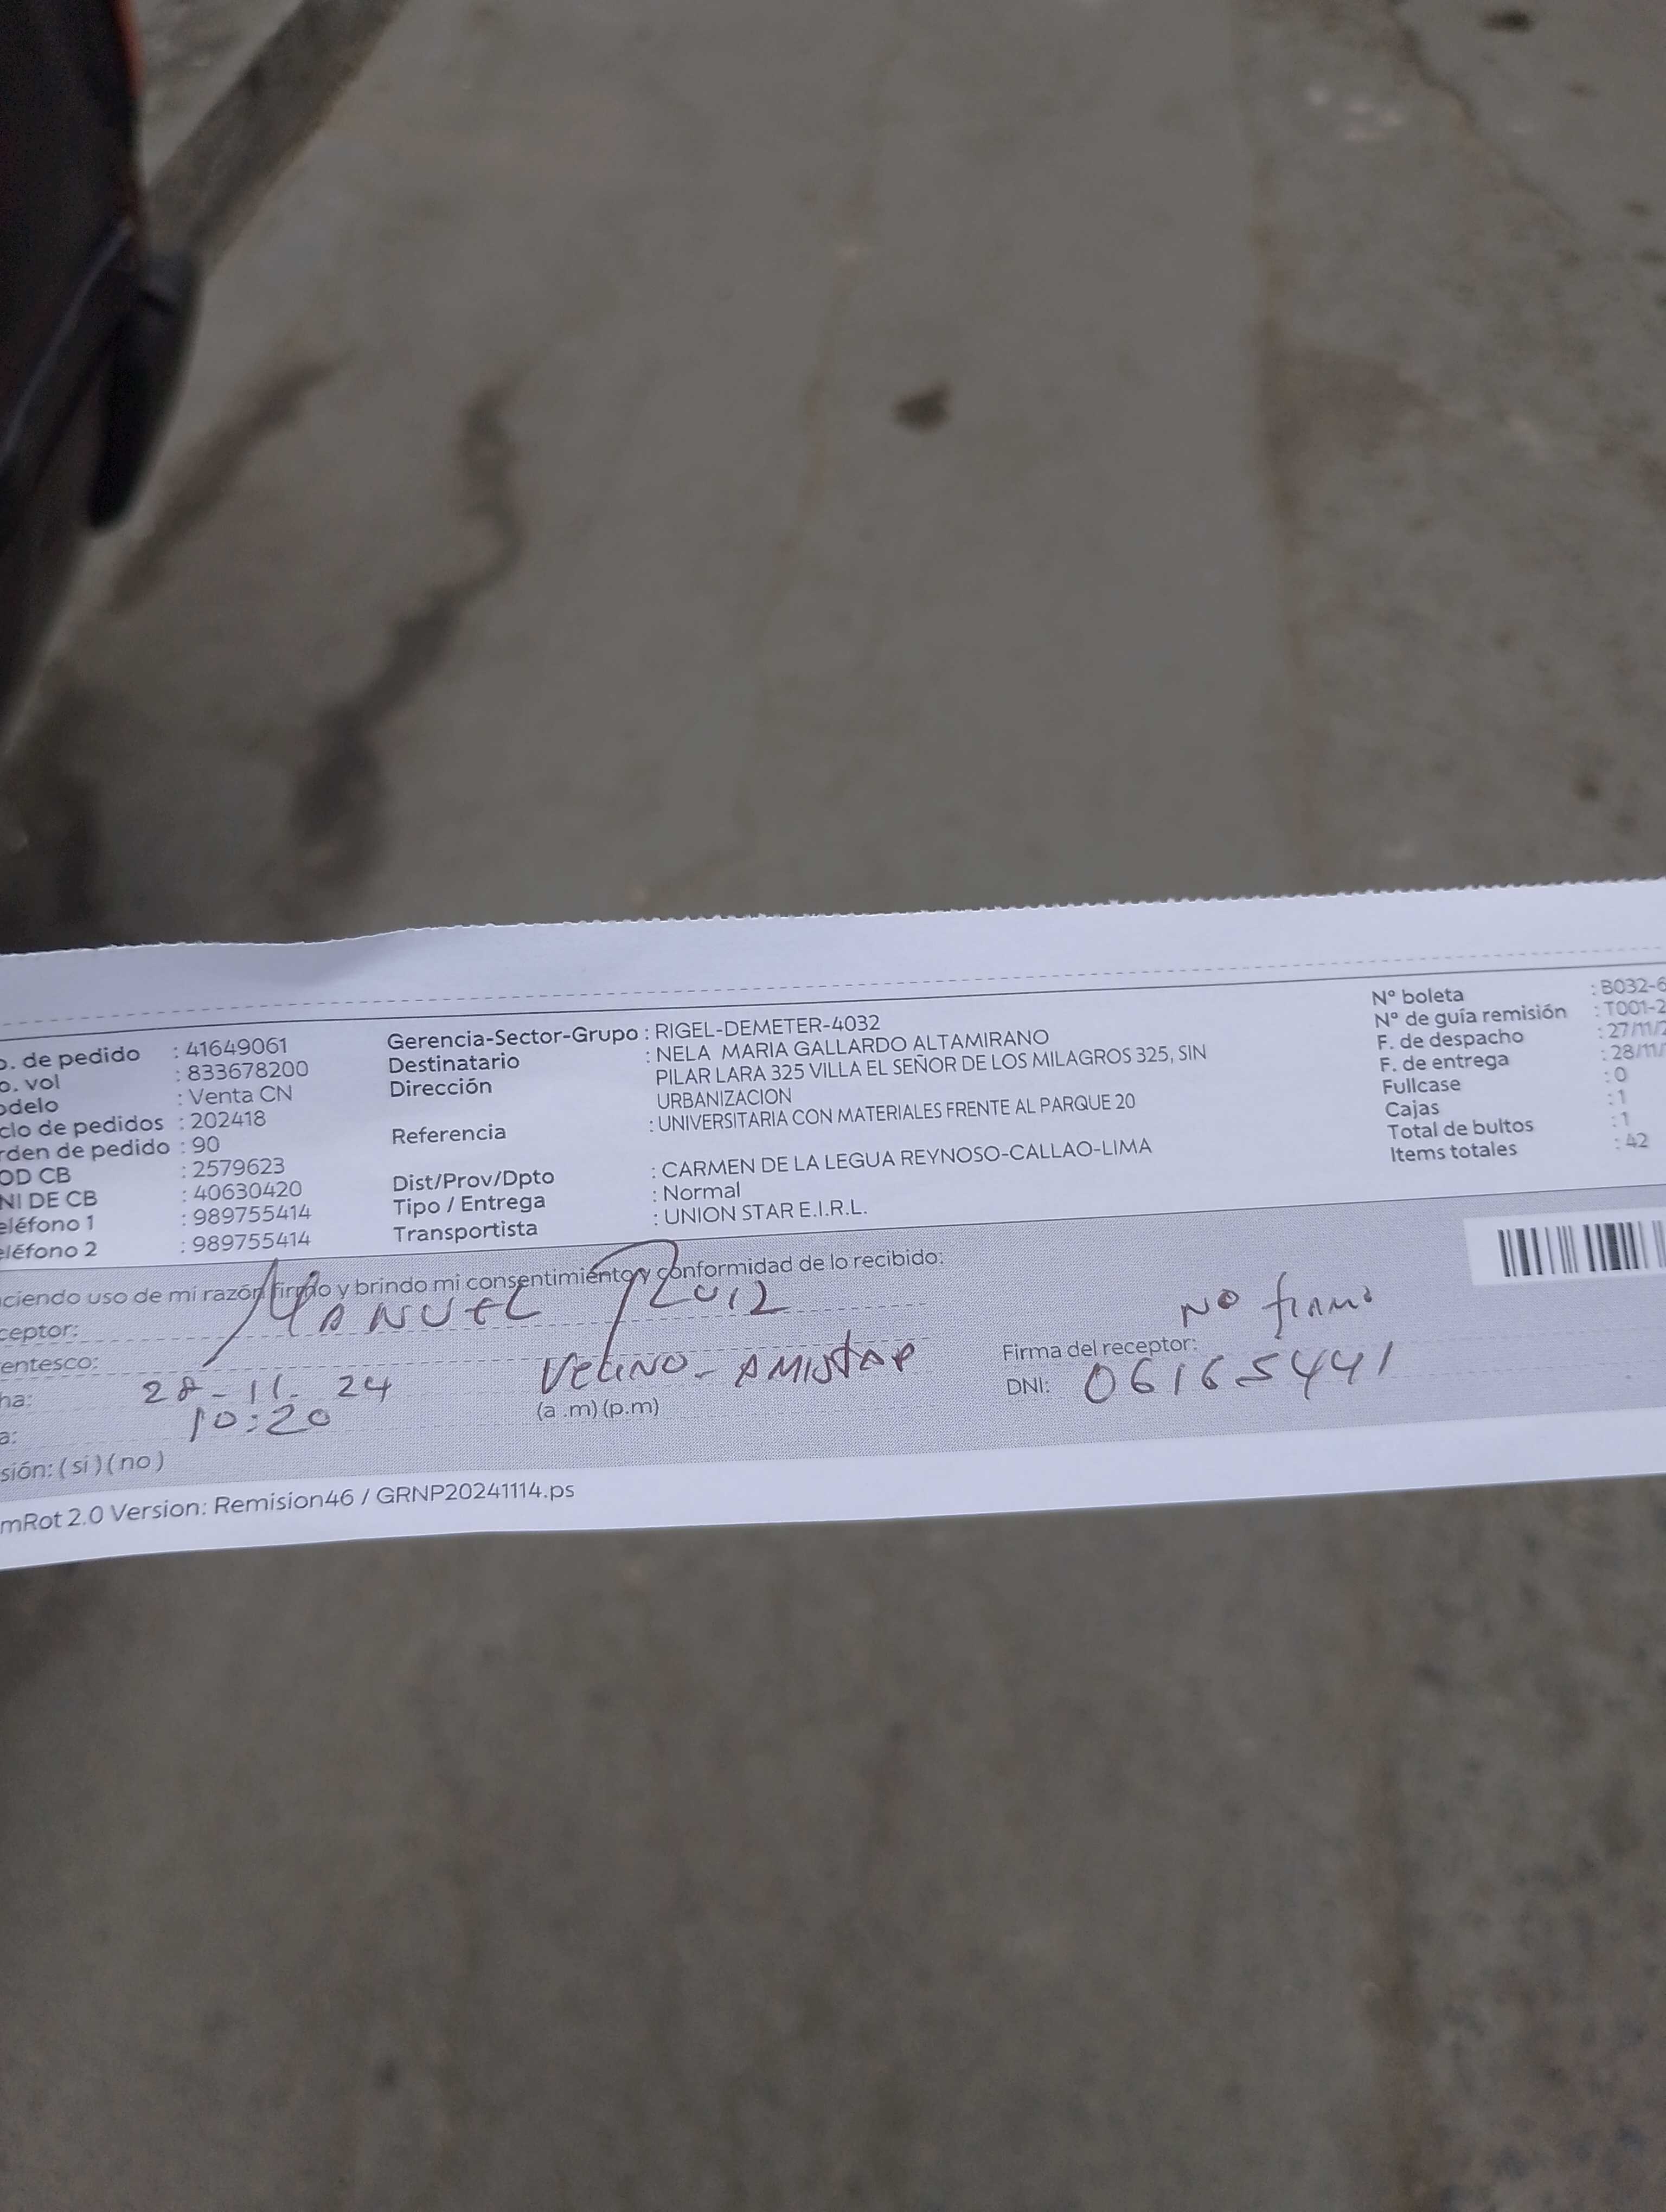 o. de pedido : 41649061
o. vol : 833678200
odelo : Venta CN
clo de pedidos : 202418
rden de pedido : 90
OD CB : 2579623
NI DE CB : 40630420
eléfono 1 : 989755414
eléfono 2 : 989755414
Gerencia-Sector-Grupo : RIGEL-DEMETER-4032
Destinatario : NELA MARIA GALLARDO ALTAMIRANO
Dirección PILAR LARA 325 VILLA EL SEÑOR DE LOS MILAGROS 325, SIN
URBANIZACION
Referencia : UNIVERSITARIA CON MATERIALES FRENTE AL PARQUE 20
Dist/Prov/Dpto : CARMEN DE LA LEGUA REYNOSO-CALLAO-LIMA
Tipo / Entrega : Normal
Transportista : UNION STAR E.I.R.L.
N° boleta : B032-6
N° de guía remisión : T001-2
F. de despacho : 27/11/2
F. de entrega : 28/11/
Fullcase : 0
Cajas : 1
Total de bultos : 1
Items totales : 42
ciendo uso de mi razón firmo y brindo mi consentimiento y conformidad de lo recibido:
ceptor: MANUEL RUIZ
entesco: VECINO - AMISTAD
Firma del receptor: NO firmo
ha: 28-11-24
DNI: 06165441
a: 10:20 (a .m) (p.m)
sión: ( si ) ( no )
mRot 2.0 Version: Remision46 / GRNP20241114.ps